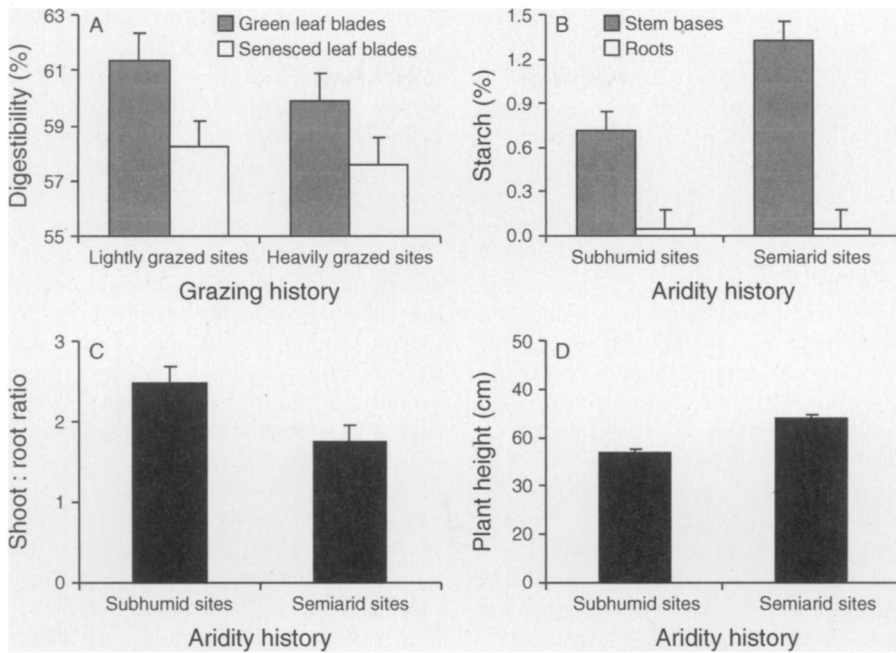 A
Green leaf blades
Senesced leaf blades
63
61
58
57
55
Digestibility (%)
Lightly grazed sites
Heavily grazed sites
Grazing history
B
Stem bases
Roots
1.5
1.2
0.9
0.6
0.3
0.0
Starch (%)
Subhumid sites
Semiarid sites
Aridity history
C
3
2
1
0
Shoot : root ratio
Subhumid sites
Semiarid sites
Aridity history
D
50
40
60
30
20
0
Plant height (cm)
Subhumid sites
Semiarid sites
Aridity history